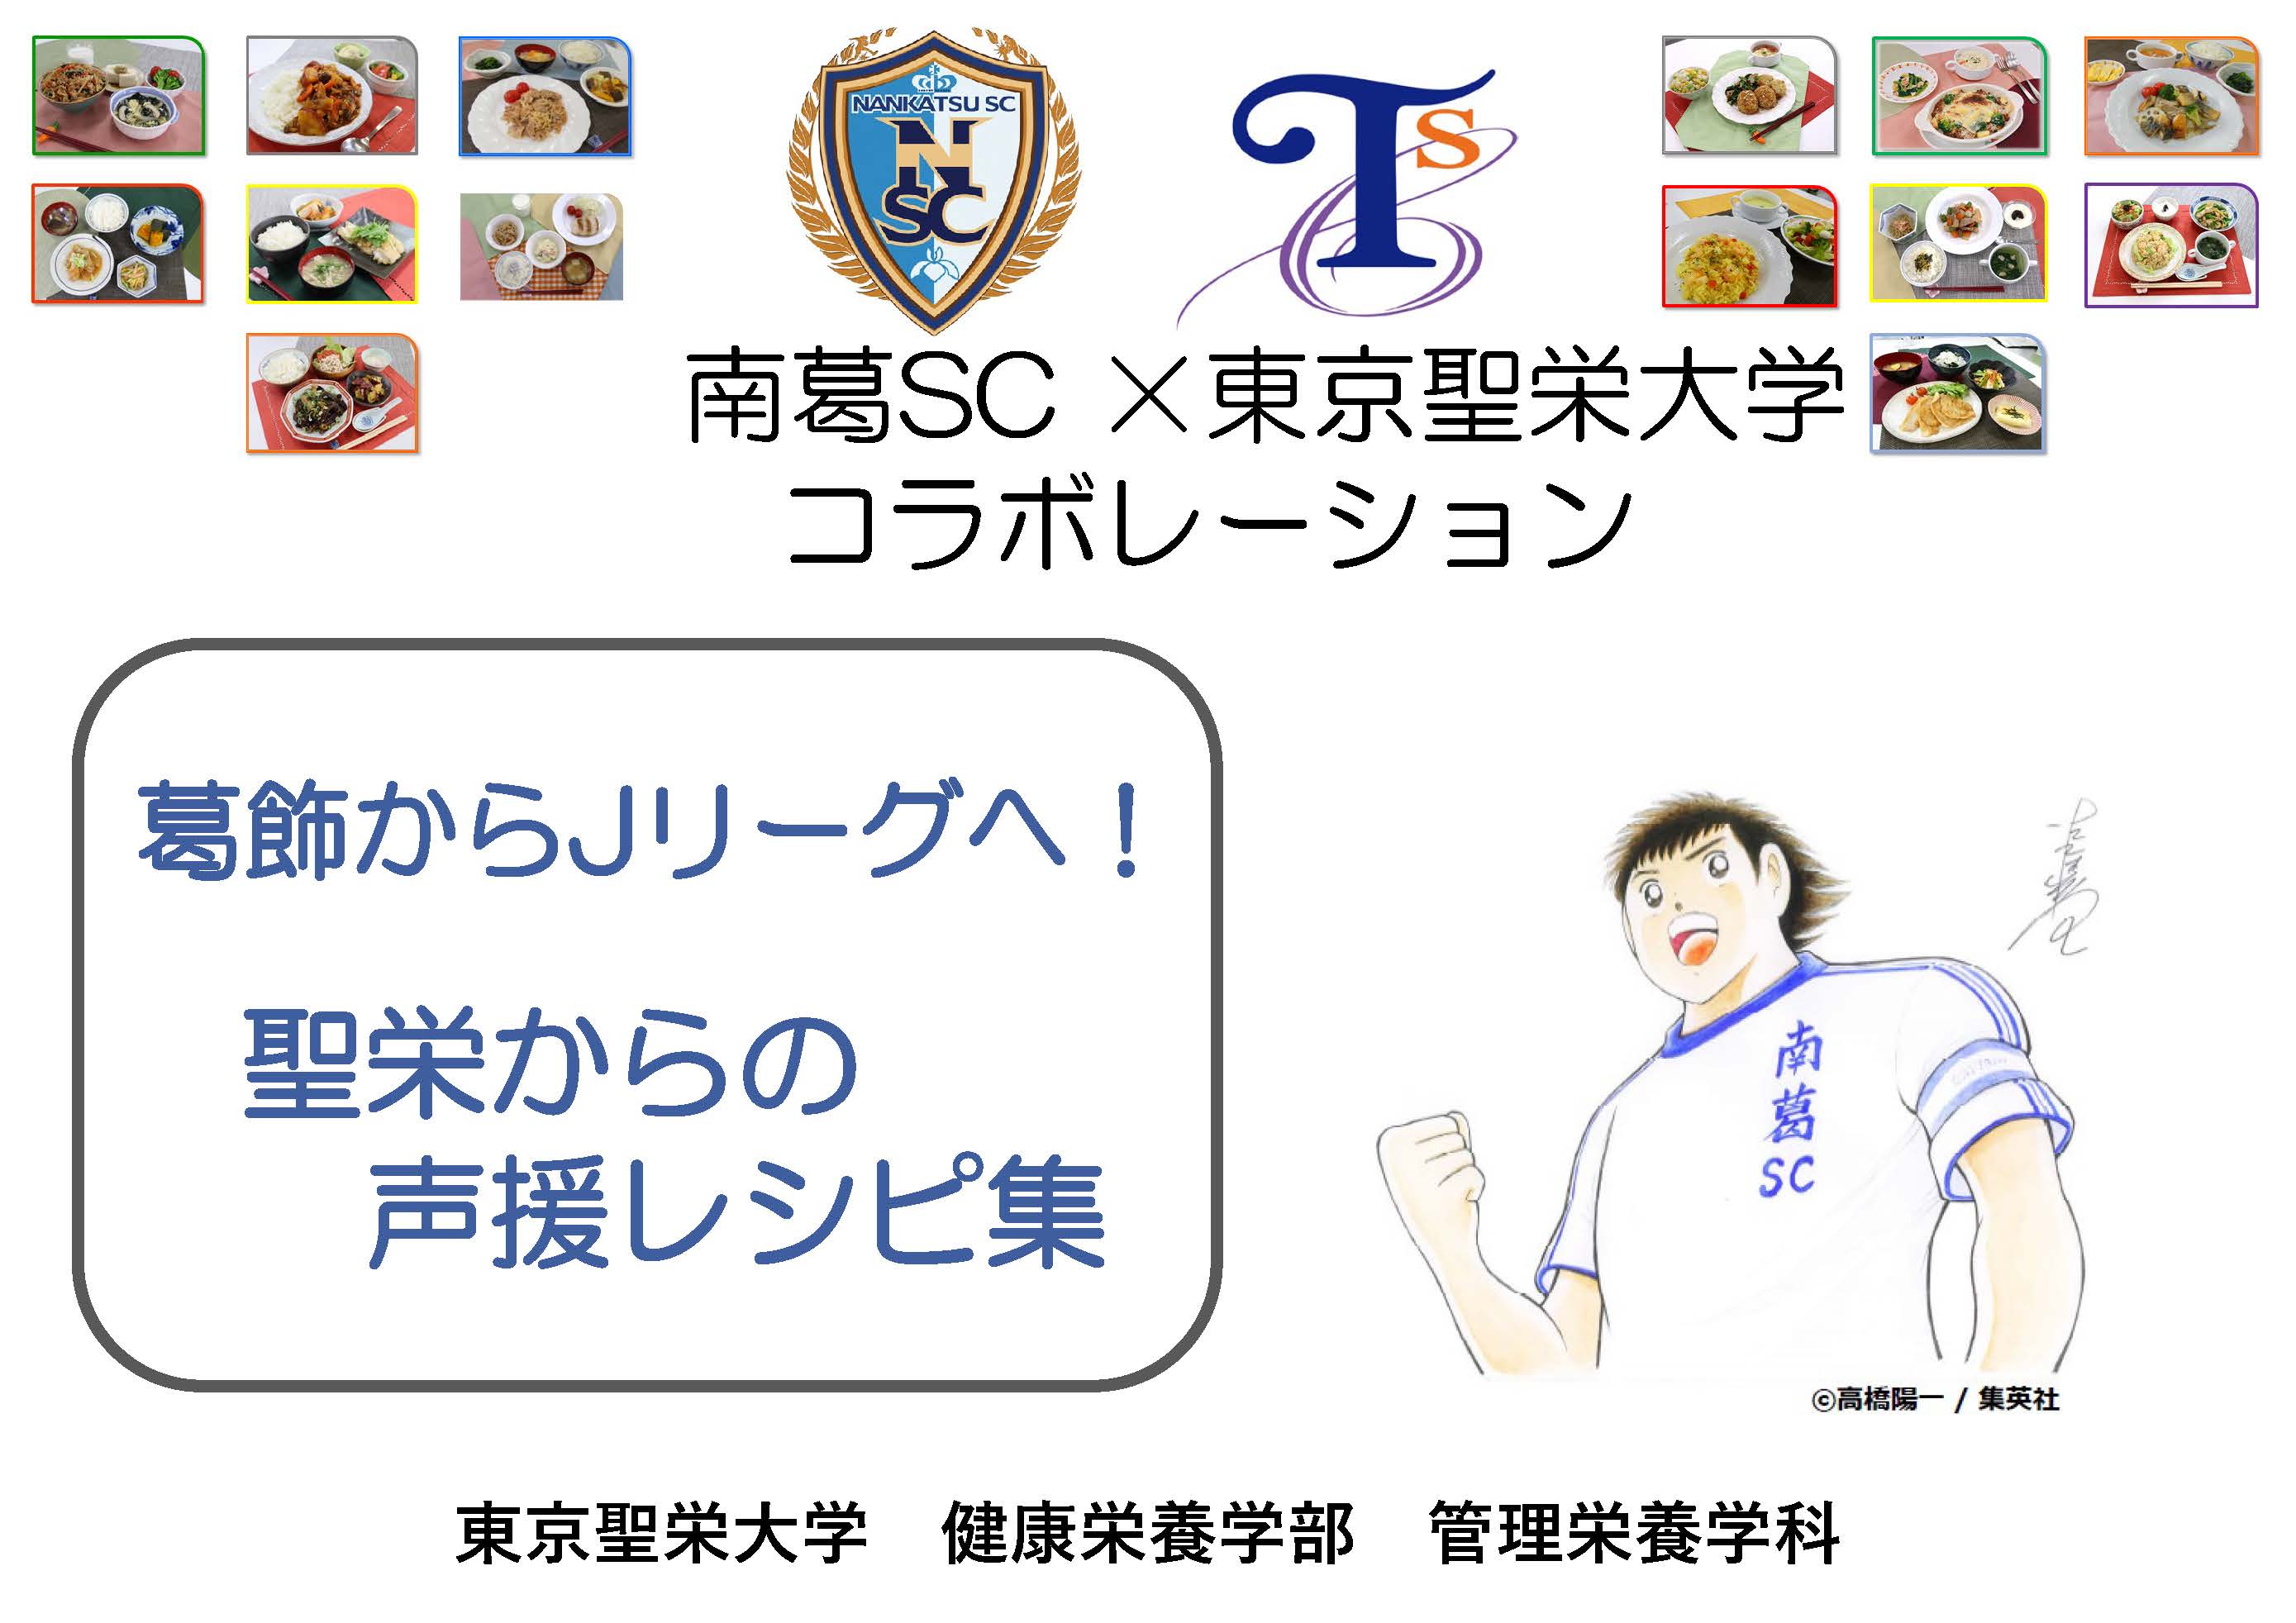 NANKATSU SC
N
SC
TS
南葛SC ×東京聖栄大学
コラボレーション
葛飾からJリーグへ！
聖栄からの
声援レシピ集
南
葛
SC
©高橋陽一 / 集英社
東京聖栄大学　健康栄養学部　管理栄養学科